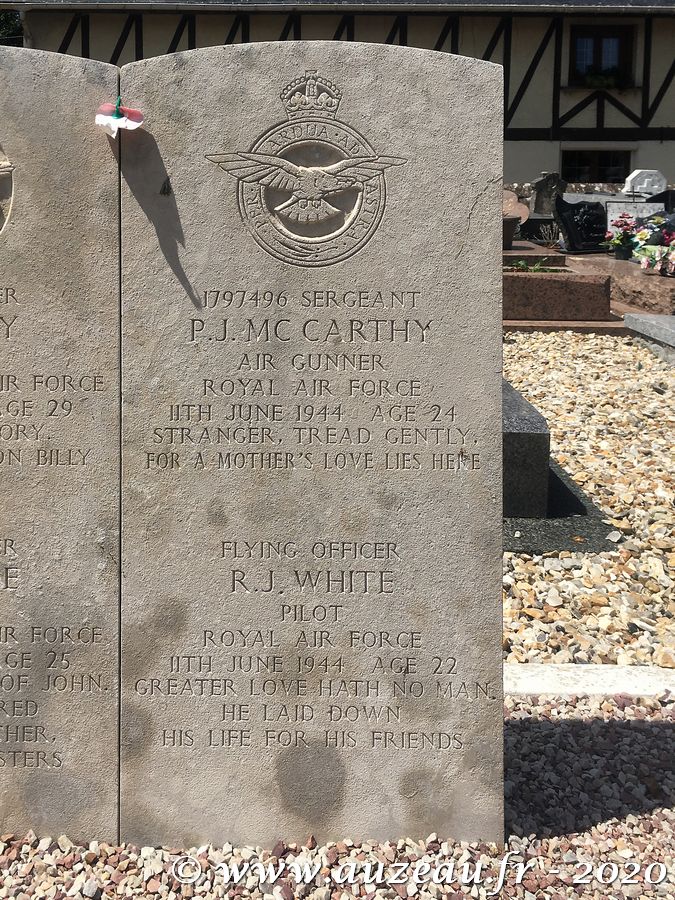 PER ARDUA AD ASTRA
1797496 SERGEANT
P.J. MC CARTHY
AIR GUNNER
ROYAL AIR FORCE
11TH JUNE 1944 AGE 24
STRANGER, TREAD GENTLY,
FOR A MOTHER'S LOVE LIES HERE
FLYING OFFICER
R.J. WHITE
PILOT
ROYAL AIR FORCE
11TH JUNE 1944 AGE 22
GREATER LOVE HATH NO MAN.
HE LAID DOWN
HIS LIFE FOR HIS FRIENDS
ER
Y
IR FORCE
AGE 29
ORY.
ON BILLY
ER
E
IR FORCE
GE 25
OF JOHN.
RED
THER,
STERS
© www.auzeau.fr - 2020